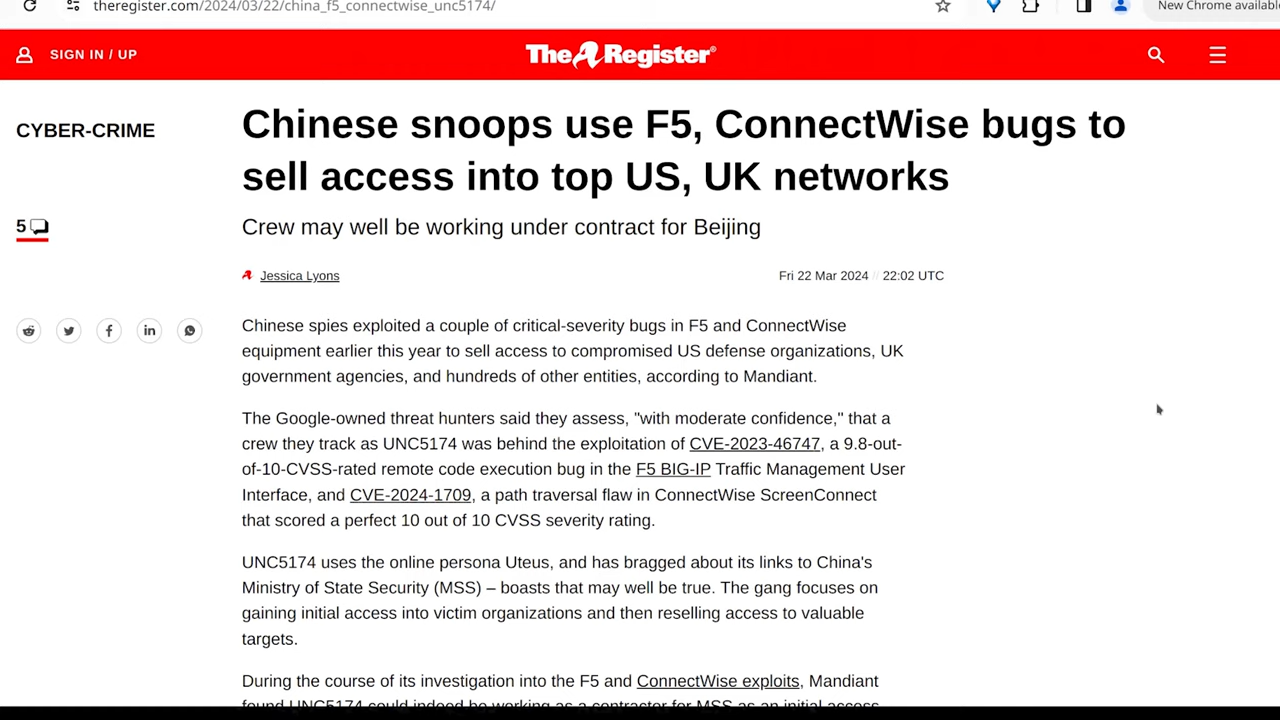 theregister.com/2024/03/22/china_f5_connectwise_unc5174/
New Chrome available
SIGN IN / UP
The Register®
CYBER-CRIME
Chinese snoops use F5, ConnectWise bugs to
sell access into top US, UK networks
5
Crew may well be working under contract for Beijing
Jessica Lyons
Fri 22 Mar 2024 // 22:02 UTC
Chinese spies exploited a couple of critical-severity bugs in F5 and ConnectWise
equipment earlier this year to sell access to compromised US defense organizations, UK
government agencies, and hundreds of other entities, according to Mandiant.
The Google-owned threat hunters said they assess, "with moderate confidence," that a
crew they track as UNC5174 was behind the exploitation of CVE-2023-46747, a 9.8-out-
of-10-CVSS-rated remote code execution bug in the F5 BIG-IP Traffic Management User
Interface, and CVE-2024-1709, a path traversal flaw in ConnectWise ScreenConnect
that scored a perfect 10 out of 10 CVSS severity rating.
UNC5174 uses the online persona Uteus, and has bragged about its links to China's
Ministry of State Security (MSS) – boasts that may well be true. The gang focuses on
gaining initial access into victim organizations and then reselling access to valuable
targets.
During the course of its investigation into the F5 and ConnectWise exploits, Mandiant
found UNC5174 could indeed be working as a contractor for MSS as an initial access